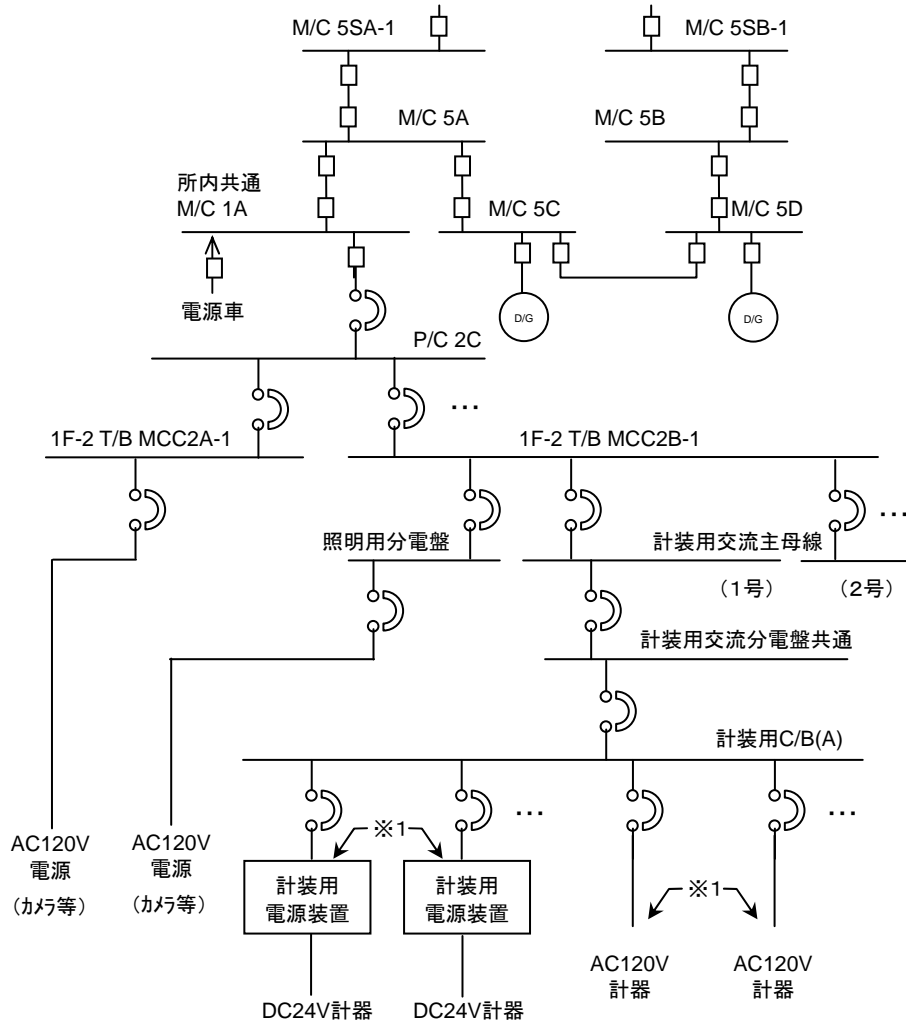 M/C 5SA-1
M/C 5SB-1
M/C 5A
M/C 5B
所内共通
M/C 1A
M/C 5C
M/C 5D
電源車
D/G
D/G
P/C 2C
...
1F-2 T/B MCC2A-1
1F-2 T/B MCC2B-1
...
照明用分電盤
計装用交流主母線
(1号)
(2号)
計装用交流分電盤共通
計装用C/B(A)
...
...
※1
AC120V
電源
(ｶﾒﾗ等)
AC120V
電源
(ｶﾒﾗ等)
計装用
電源装置
計装用
電源装置
※1
AC120V
計器
AC120V
計器
DC24V計器
DC24V計器